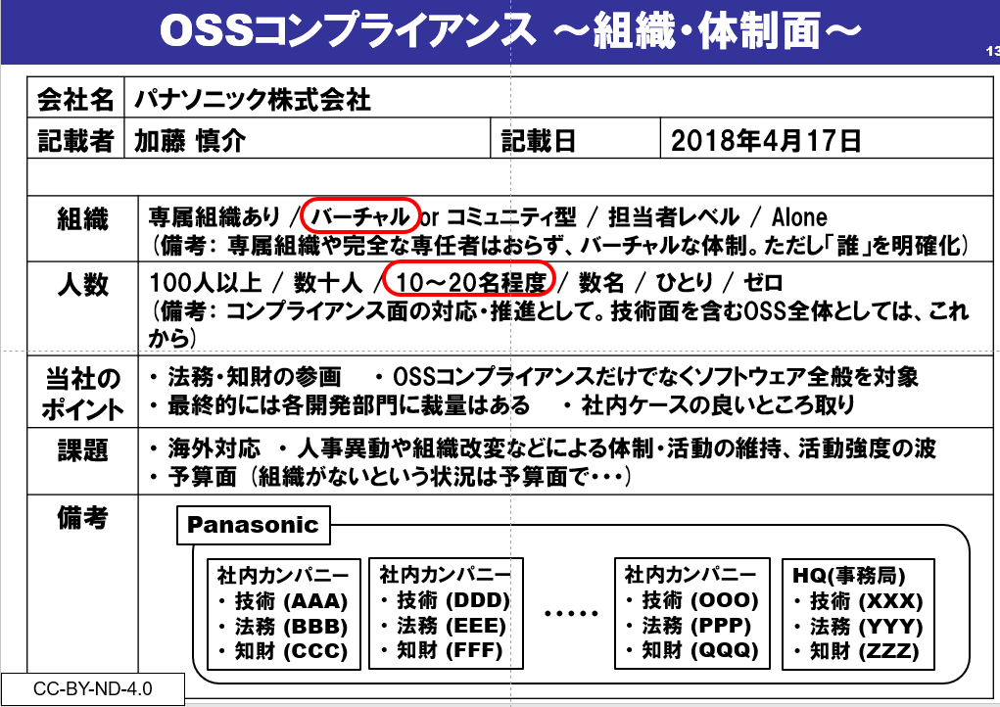 OSSコンプライアンス ～組織・体制面～
13
会社名 パナソニック株式会社
記載者 加藤 慎介 記載日 2018年4月17日
組織 専属組織あり / バーチャル or コミュニティ型 / 担当者レベル / Alone
（備考： 専属組織や完全な専任者はおらず、バーチャルな体制。ただし「誰」を明確化）
人数 100人以上 / 数十人 / 10～20名程度 / 数名 / ひとり / ゼロ
（備考： コンプライアンス面の対応・推進として。技術面を含むOSS全体としては、これ
から）
当社の
ポイント
・ 法務・知財の参画 ・ OSSコンプライアンスだけでなくソフトウェア全般を対象
・ 最終的には各開発部門に裁量はある ・ 社内ケースの良いところ取り
課題 ・ 海外対応 ・ 人事異動や組織改変などによる体制・活動の維持、活動強度の波
・ 予算面 （組織がないという状況は予算面で・・・）
備考
Panasonic
社内カンパニー
・ 技術 (AAA)
・ 法務 (BBB)
・ 知財 (CCC)
社内カンパニー
・ 技術 (DDD)
・ 法務 (EEE)
・ 知財 (FFF)
・・・・・
社内カンパニー
・ 技術 (OOO)
・ 法務 (PPP)
・ 知財 (QQQ)
HQ(事務局)
・ 技術 (XXX)
・ 法務 (YYY)
・ 知財 (ZZZ)
CC-BY-ND-4.0